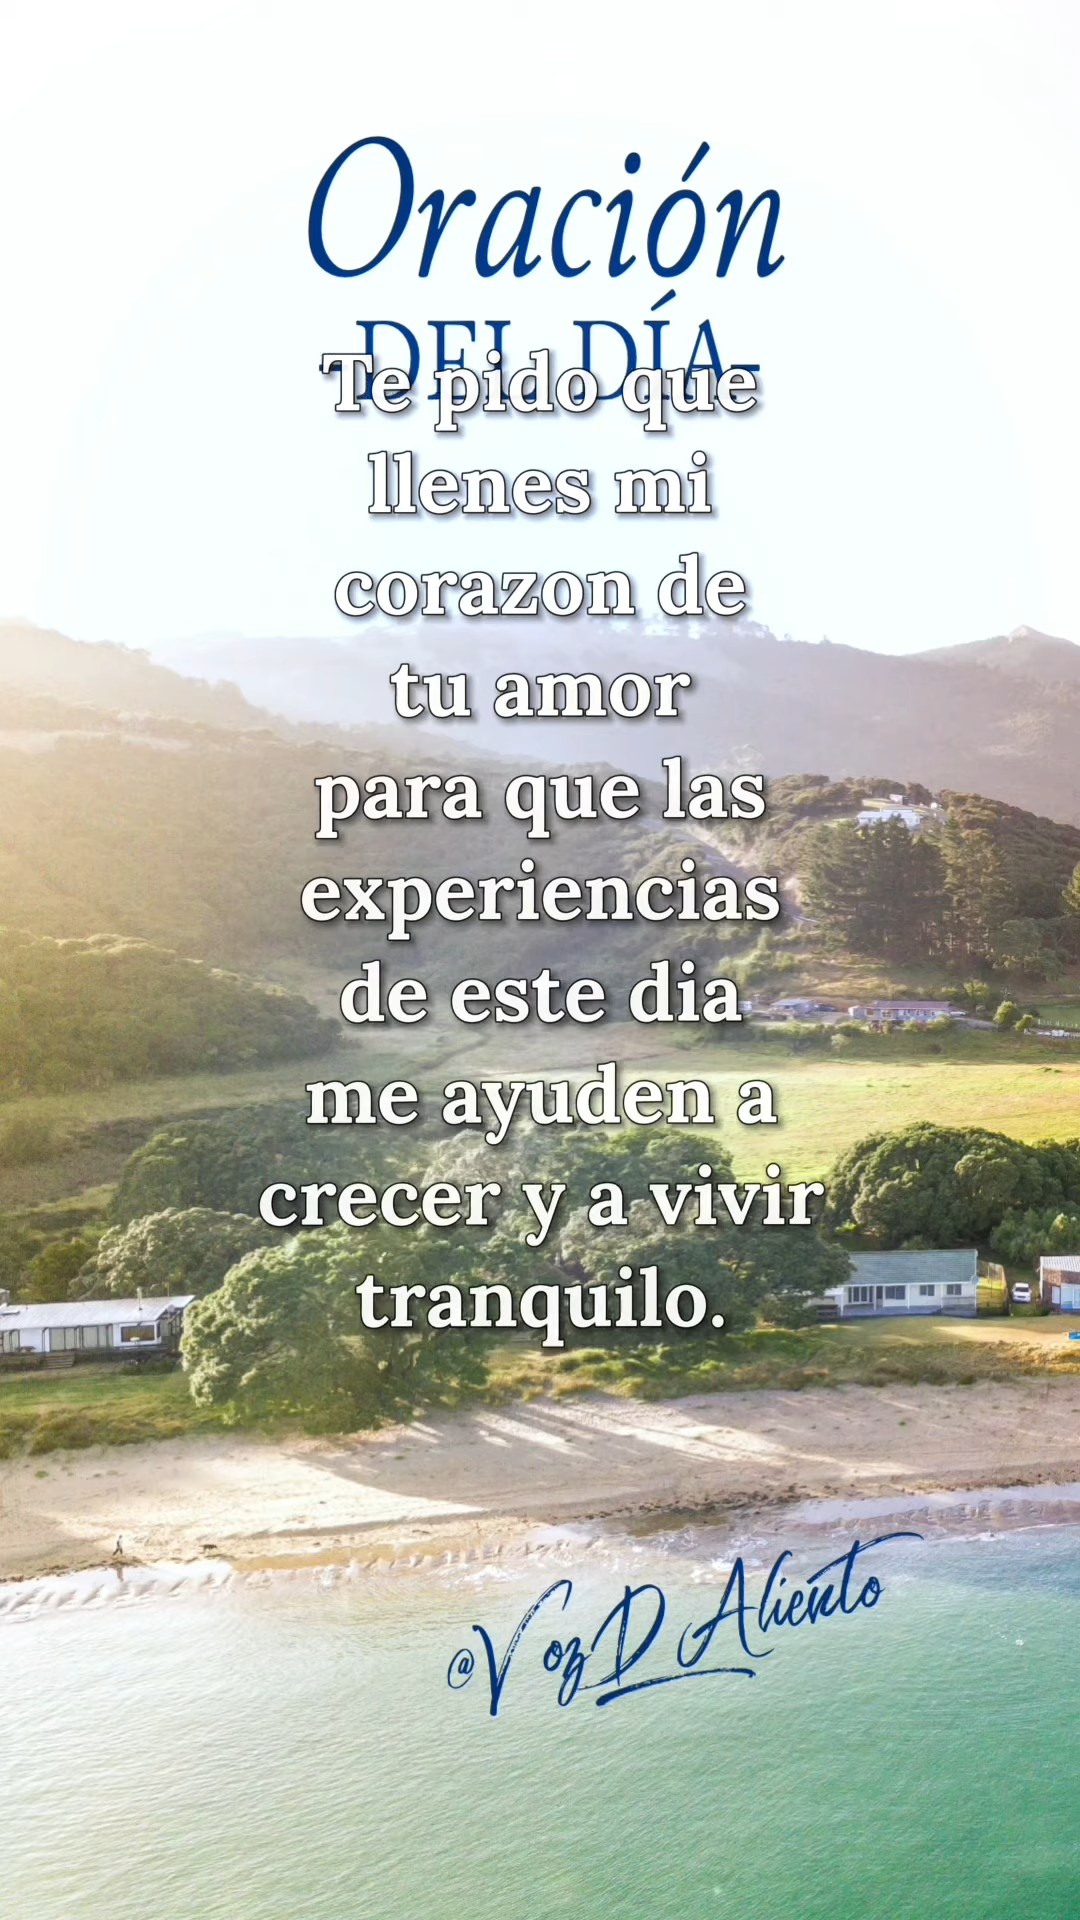 Oración
-DEL DÍA-
Te pido que
llenes mi
corazon de
tu amor
para que las
experiencias
de este dia
me ayuden a
crecer y a vivir
tranquilo.
@VozDAliento